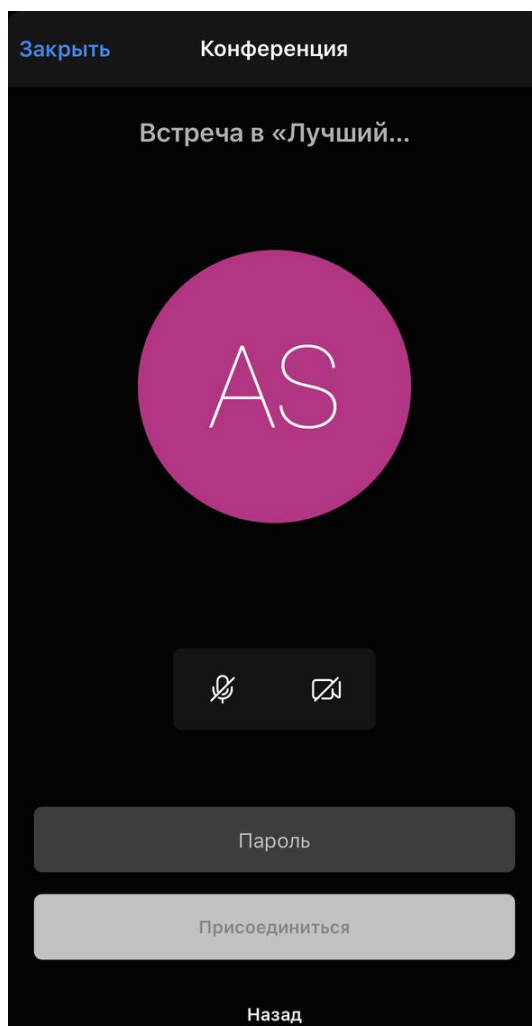 Закрыть Конференция
Встреча в «Лучший...
AS
Пароль
Присоединиться
Назад